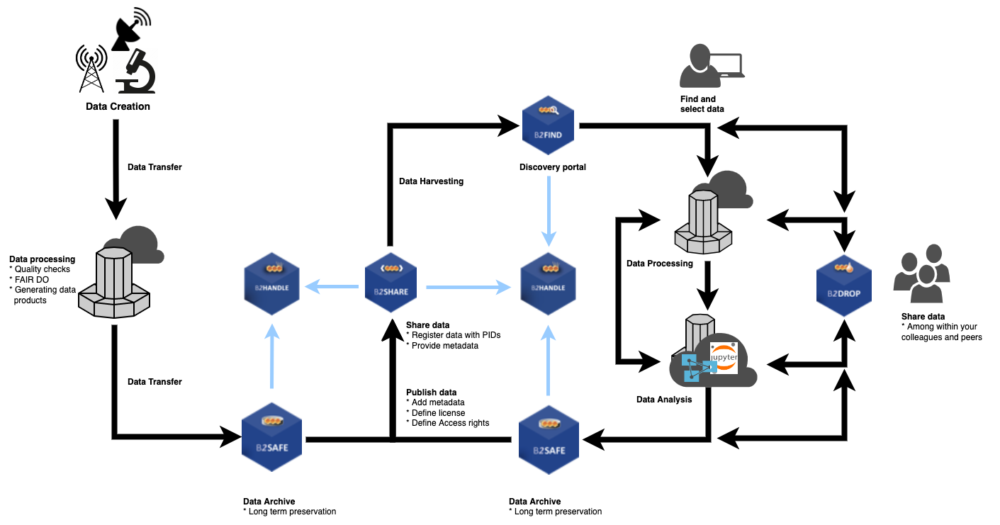 Data Creation
Find and
select data
B2FIND
Data Transfer
Discovery portal
Data Harvesting
Data processing
* Quality checks
* FAIR DO
* Generating data
products
Data Processing
B2HANDLE
B2SHARE
B2HANDLE
B2DROP
Share data
* Register data with PIDs
* Provide metadata
Share data
* Among within your
colleagues and peers
jupyter
Data Transfer
Publish data
* Add metadata
* Define license
* Define Access rights
Data Analysis
B2SAFE
B2SAFE
Data Archive
* Long term preservation
Data Archive
* Long term preservation